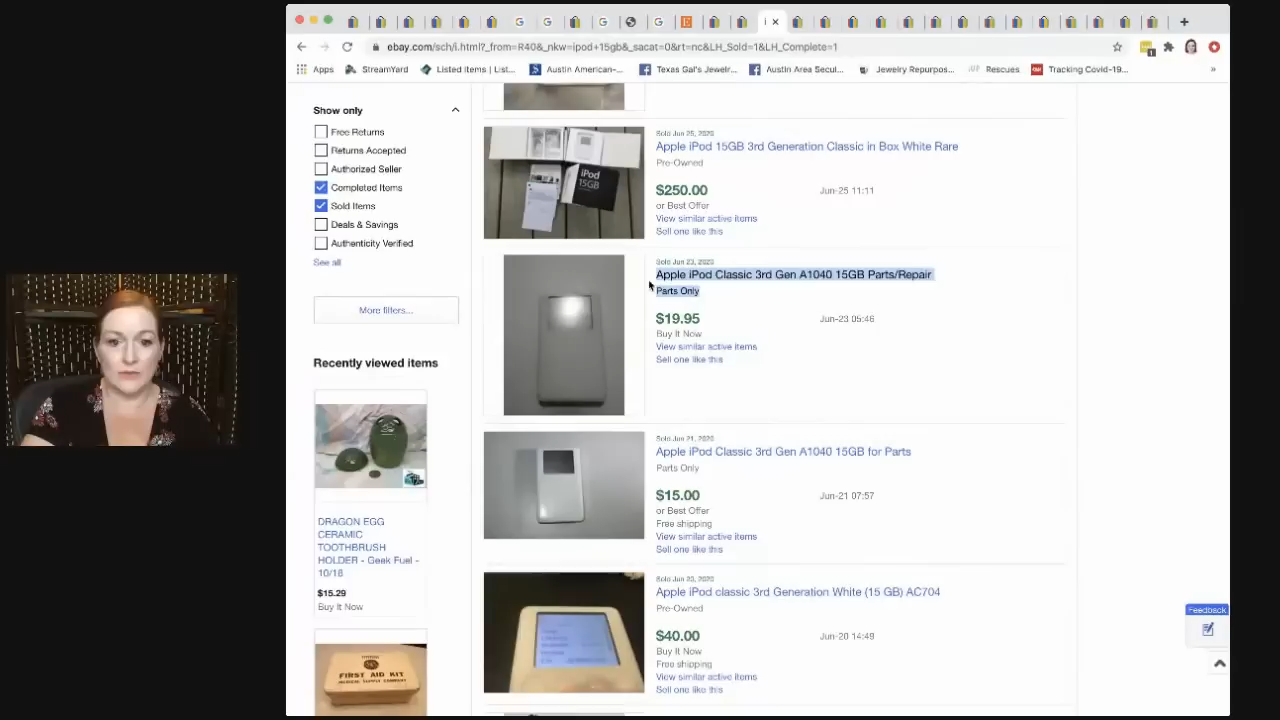 ebay.com/sch/i.html?_from=R40&_nkw=ipod+15gb&_sacat=0&rt=nc&LH_Sold=1&LH_Complete=1
Apps
StreamYard
Listed Items | List...
Austin American-...
Texas Gal's Jewelr...
Austin Area Secul...
Jewelry Repurpos...
Rescues
Tracking Covid-19...
Show only
Free Returns
Returns Accepted
Authorized Seller
Completed Items
Sold Items
Deals & Savings
Authenticity Verified
See all
More filters...
Recently viewed items
DRAGON EGG
CERAMIC
TOOTHBRUSH
HOLDER - Geek Fuel -
10/16
$15.29
Buy It Now
FIRST AID KIT
iPod
15GB
Sold Jun 25, 2020
Apple iPod 15GB 3rd Generation Classic in Box White Rare
Pre-Owned
$250.00
Jun-25 11:11
or Best Offer
View similar active items
Sell one like this
Sold Jun 23, 2020
Apple iPod Classic 3rd Gen A1040 15GB Parts/Repair
Parts Only
$19.95
Jun-23 05:46
Buy It Now
View similar active items
Sell one like this
Sold Jun 21, 2020
Apple iPod Classic 3rd Gen A1040 15GB for Parts
Parts Only
$15.00
Jun-21 07:57
or Best Offer
Free shipping
View similar active items
Sell one like this
Apple iPod classic 3rd Generation White (15 GB) AC704
Pre-Owned
$40.00
Jun-20 14:49
Buy It Now
Free shipping
View similar active items
Sell one like this
Feedback